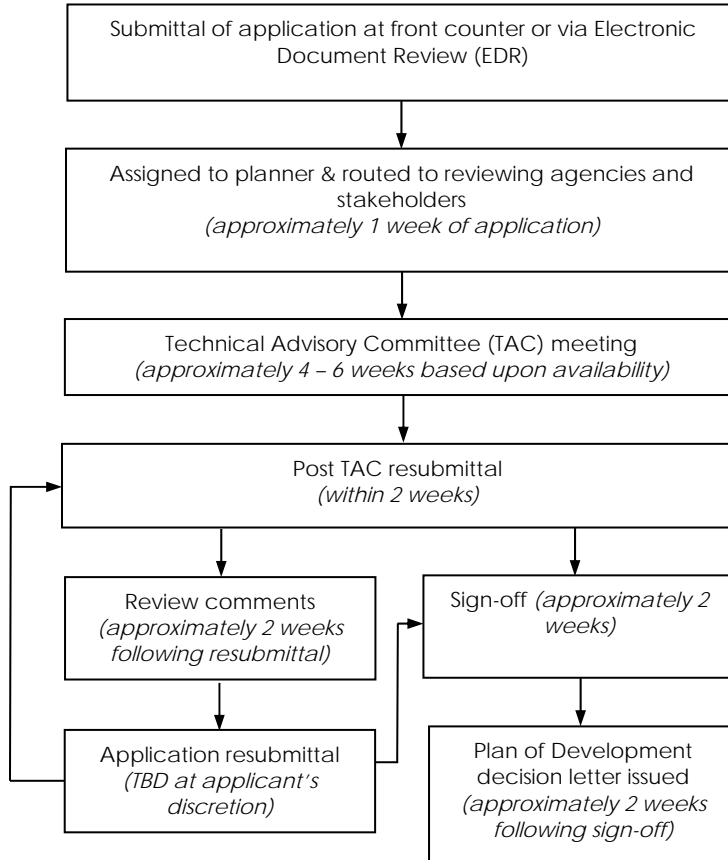 Submittal of application at front counter or via Electronic
Document Review (EDR)
Assigned to planner & routed to reviewing agencies and
stakeholders
(approximately 1 week of application)
Technical Advisory Committee (TAC) meeting
(approximately 4 – 6 weeks based upon availability)
Post TAC resubmittal
(within 2 weeks)
Review comments
(approximately 2 weeks
following resubmittal)
Sign-off (approximately 2
weeks)
Application resubmittal
(TBD at applicant’s
discretion)
Plan of Development
decision letter issued
(approximately 2 weeks
following sign-off)